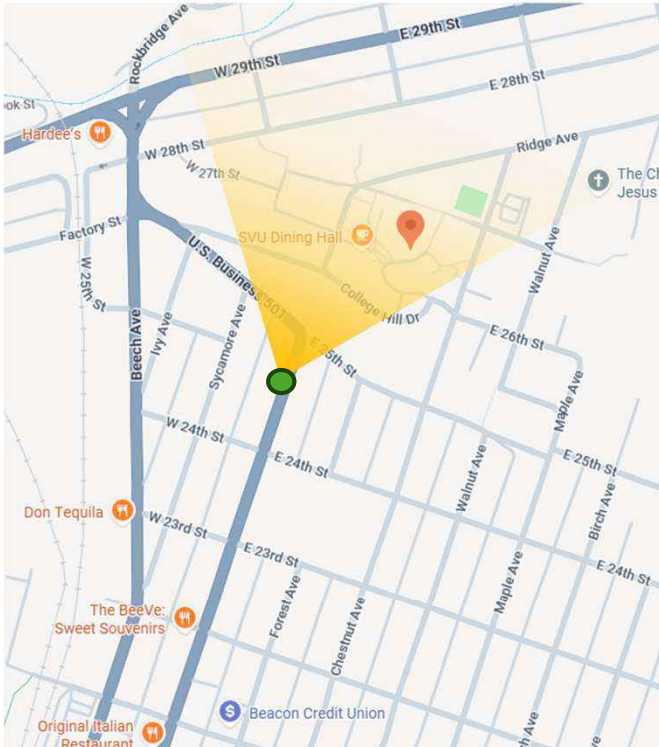 Rockbridge Ave
E 29th St
W 29th St
E 28th St
ook St
Hardee's
W 28th St
Ridge Ave
W 27th St
The Ch
Jesus
Factory St
SVU Dining Hall
U.S. Business 501
Walnut Ave
W 25th St
College Hill Dr
Beech Ave
Ivy Ave
Sycamore Ave
E 26th St
E 25th St
Maple Ave
W 24th St
E 24th St
E 25th St
Walnut Ave
Birch Ave
Don Tequila
W 23rd St
E 23rd St
E 24th St
Maple Ave
The BeeVe:
Sweet Souvenirs
Forest Ave
Chestnut Ave
Beacon Credit Union
Original Italian
Restaurant
h Ave
e